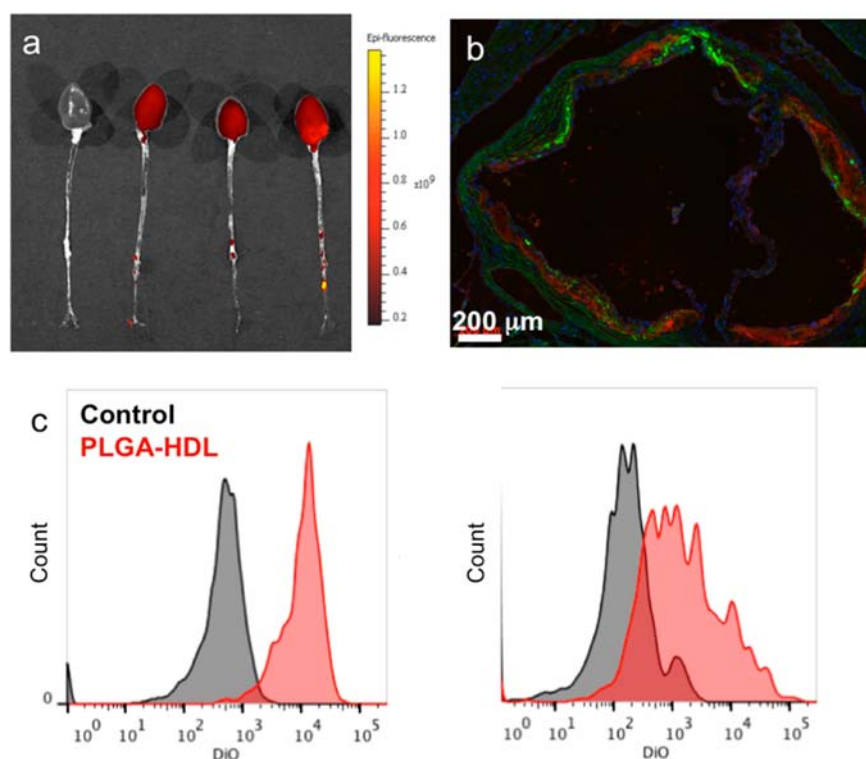 a
Epi-fluorescence
1.2
1.0
x10⁹
0.8
0.6
0.4
0.2
b
200 µm
c
Control
PLGA-HDL
Count
0
10⁰ 10¹ 10² 10³ 10⁴ 10⁵
DiO
Count
10⁰ 10¹ 10² 10³ 10⁴ 10⁵
DiO